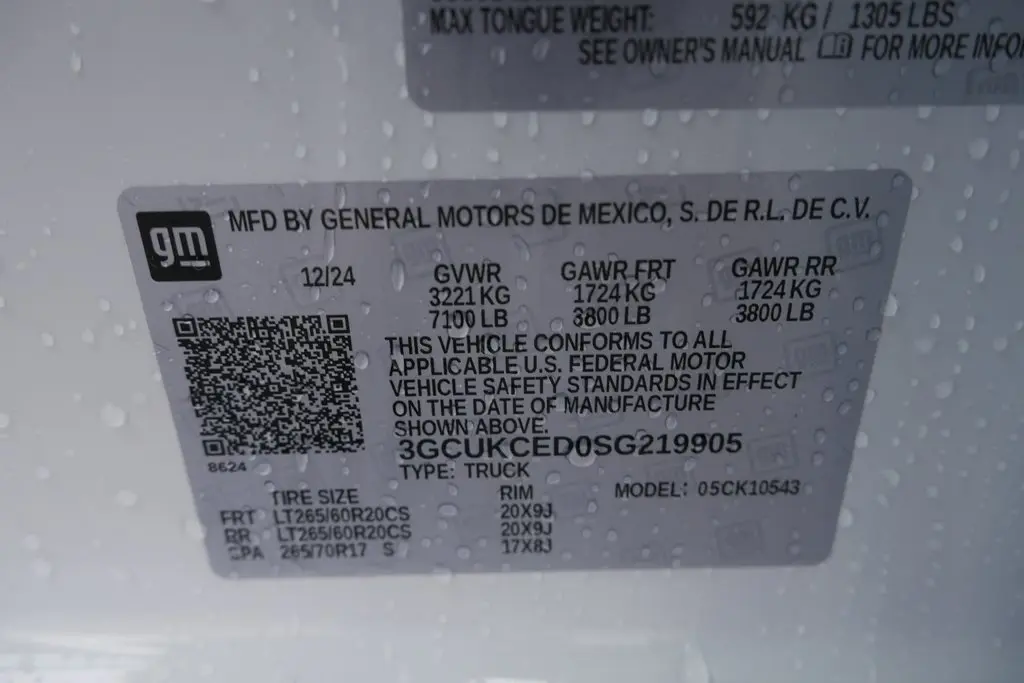 MAX TONGUE WEIGHT: 592 KG / 1305 LBS
SEE OWNER'S MANUAL FOR MORE
gm
MFD BY GENERAL MOTORS DE MEXICO, S. DE R.L. DE C.V.
12/24 GVWR GAWR FRT GAWR RR
3221 KG 1724 KG 1724 KG
7100 LB 3800 LB 3800 LB
THIS VEHICLE CONFORMS TO ALL
APPLICABLE U.S. FEDERAL MOTOR
VEHICLE SAFETY STANDARDS IN EFFECT
ON THE DATE OF MANUFACTURE
SHOWN ABOVE.
3GCUKCED0SG219905
8624
TYPE: TRUCK
TIRE SIZE RIM MODEL: 05CK10543
FRT LT265/60R20CS 20X9J
RR LT265/60R20CS 20X9J
SPA 265/70R17 S 17X8J